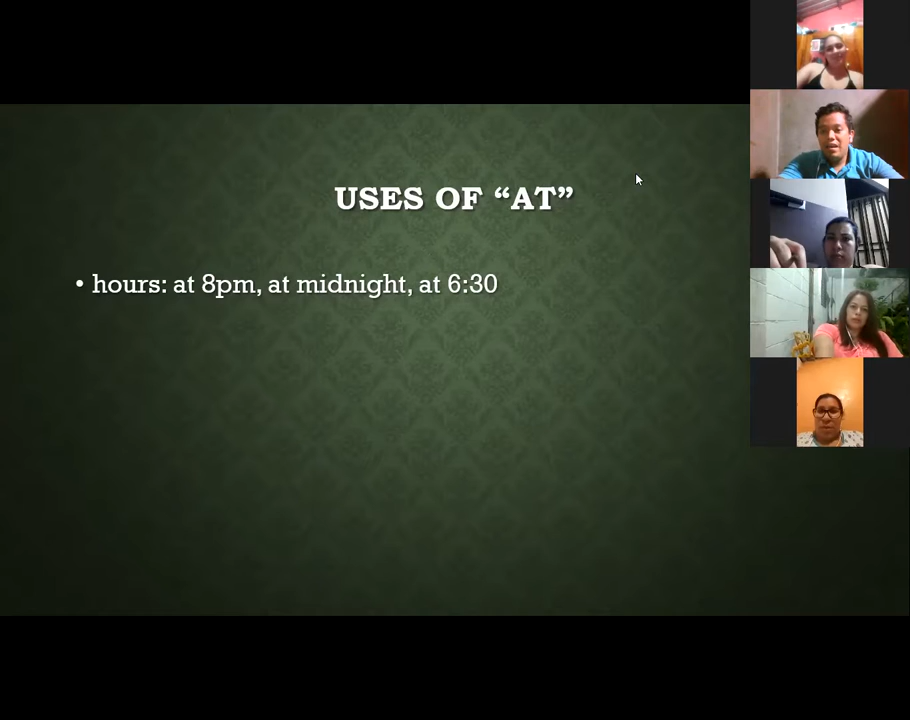 USES OF “AT”
• hours: at 8pm, at midnight, at 6:30